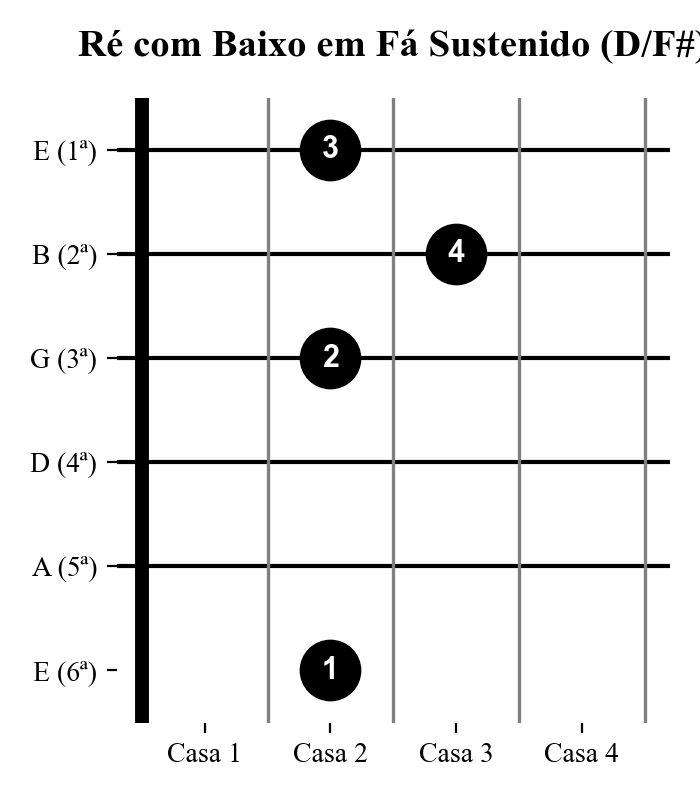 Ré com Baixo em Fá Sustenido (D/F#)
E (1ª)
3
B (2ª)
4
G (3ª)
2
D (4ª)
A (5ª)
E (6ª)
1
Casa 1
Casa 2
Casa 3
Casa 4